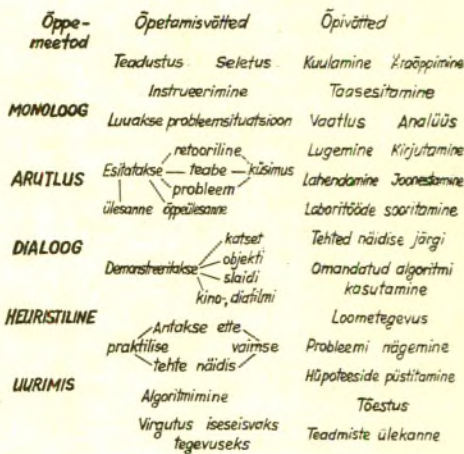 Õppe-
meetod
Õpetamisvõtted
Õpivõtted
Teadustus Seletus
Kuulamine Äraõppimine
Instrueerimine
Taasesitamine
MONOLOOG
Luuakse probleemsituatsioon
Vaatlus Analüüs
retooriline
Lugemine Kirjutamine
ARUTLUS
Esitatakse teabe küsimus
probleem
Lahendamine Joonestamine
ülesanne õppeülesanne
Laboritööde sooritamine
DIALOOG
katset
Tehted näidise järgi
objekti
Demonstreeritakse
slaidi
Omandatud algoritmi
kasutamine
kino-, diafilmi
HEURISTILINE
Antakse ette
Loometegevus
praktilise vaimse
Probleemi nägemine
tehte näidis
Hüpoteeside püstitamine
UURIMIS
Algoritmimine
Tõestus
Virgutus iseseisvaks
tegevuseks
Teadmiste ülekanne